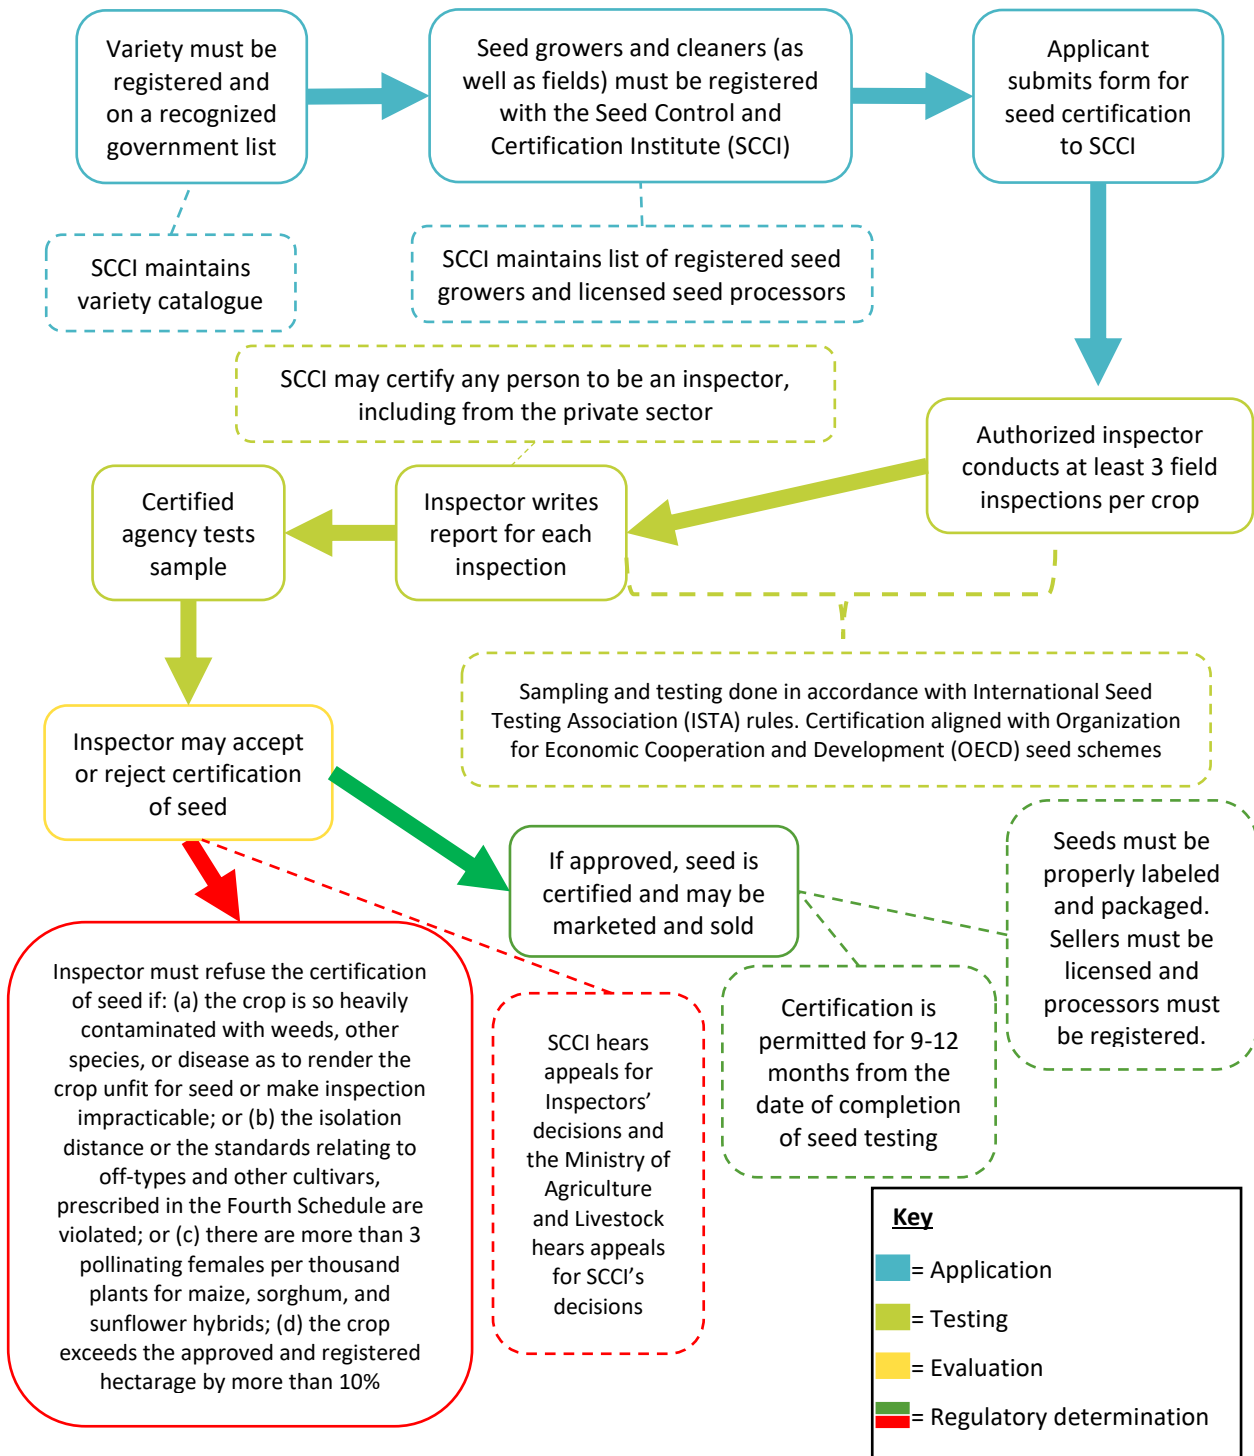 Variety must be
registered and
on a recognized
government list
Seed growers and cleaners (as
well as fields) must be registered
with the Seed Control and
Certification Institute (SCCI)
Applicant
submits form for
seed certification
to SCCI
SCCI maintains
variety catalogue
SCCI maintains list of registered seed
growers and licensed seed processors
SCCI may certify any person to be an inspector,
including from the private sector
Authorized inspector
conducts at least 3 field
inspections per crop
Inspector writes
report for each
inspection
Certified
agency tests
sample
Sampling and testing done in accordance with International Seed
Testing Association (ISTA) rules. Certification aligned with Organization
for Economic Cooperation and Development (OECD) seed schemes
Inspector may accept
or reject certification
of seed
If approved, seed is
certified and may be
marketed and sold
Seeds must be
properly labeled
and packaged.
Sellers must be
licensed and
processors must
be registered.
Inspector must refuse the certification
of seed if: (a) the crop is so heavily
contaminated with weeds, other
species, or disease as to render the
crop unfit for seed or make inspection
impracticable; or (b) the isolation
distance or the standards relating to
off-types and other cultivars,
prescribed in the Fourth Schedule are
violated; or (c) there are more than 3
pollinating females per thousand
plants for maize, sorghum, and
sunflower hybrids; (d) the crop
exceeds the approved and registered
hectarage by more than 10%
SCCI hears
appeals for
Inspectors’
decisions and
the Ministry of
Agriculture
and Livestock
hears appeals
for SCCI’s
decisions
Certification is
permitted for 9-12
months from the
date of completion
of seed testing
Key
= Application
= Testing
= Evaluation
= Regulatory determination